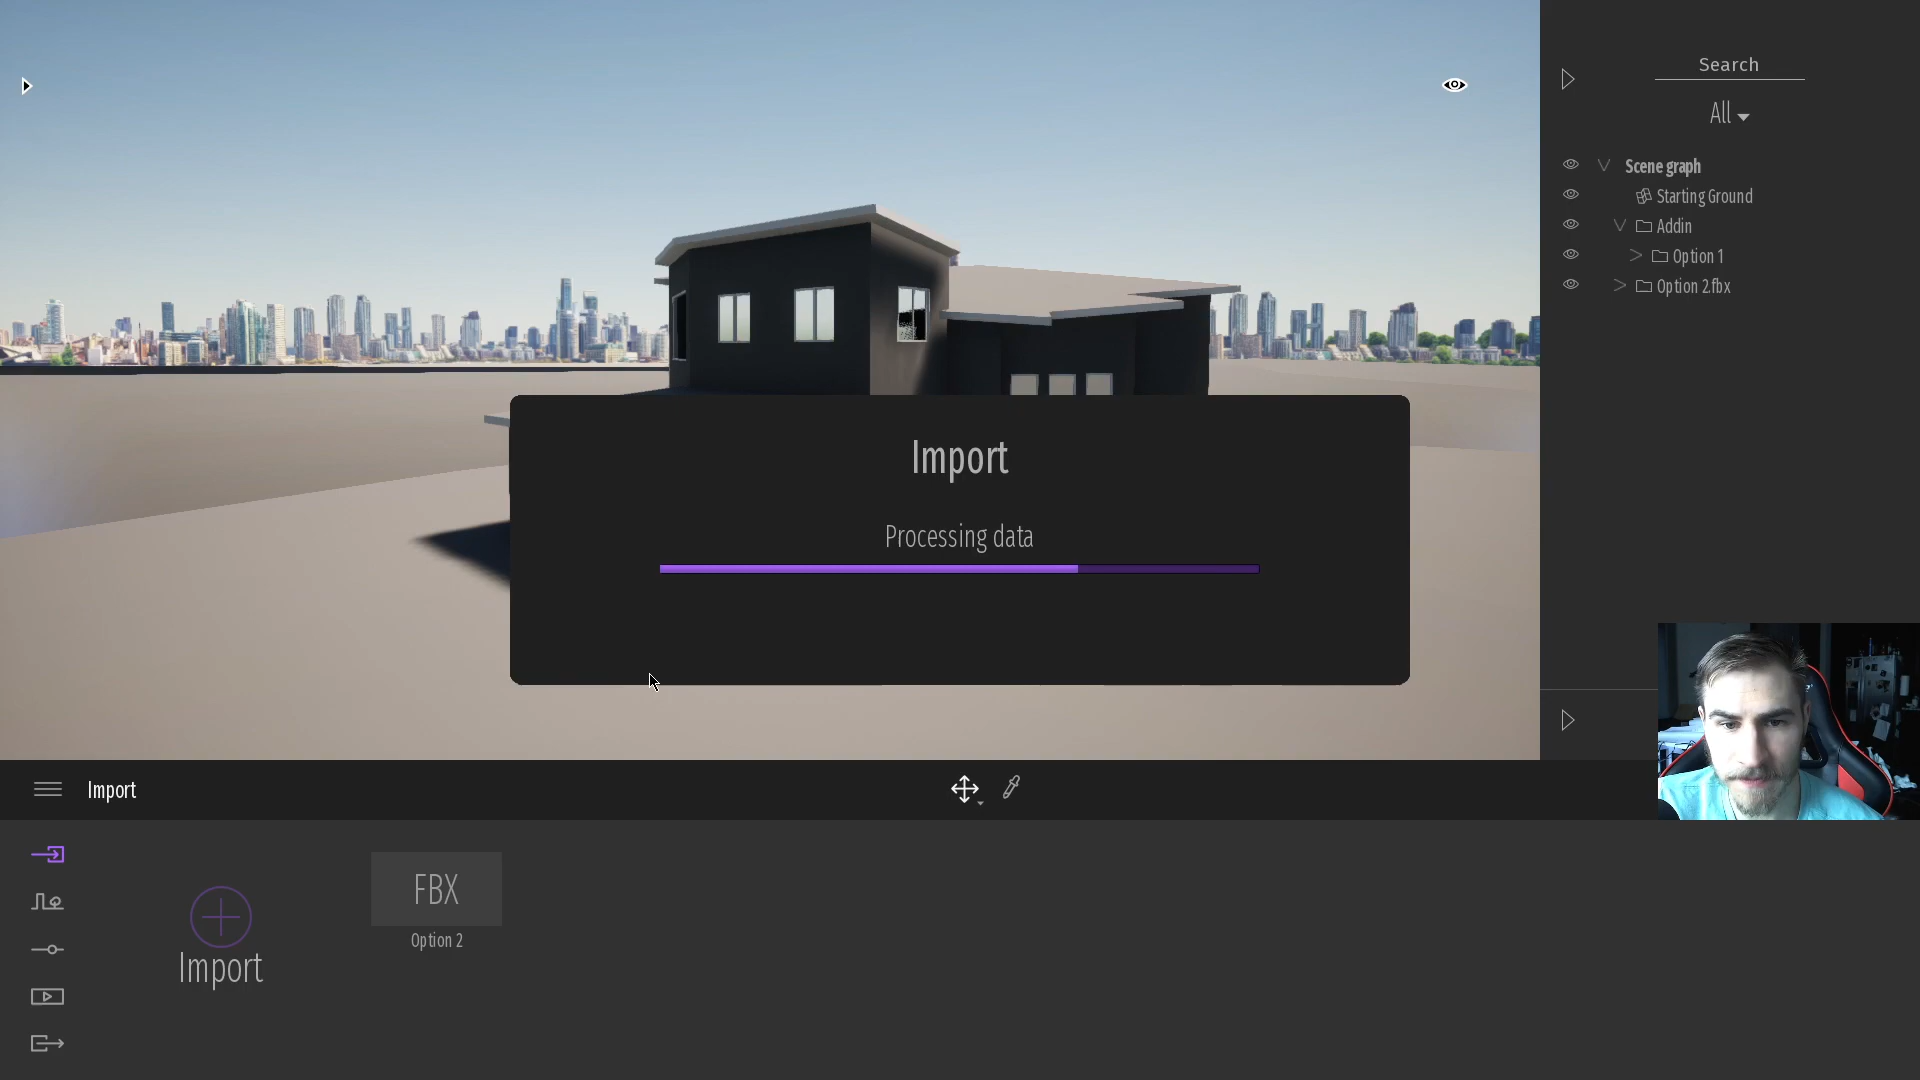 Search
All
Scene graph
Starting Ground
Addin
Option 1
Option 2.fbx
Import
Processing data
Import
FBX
Option 2
Import